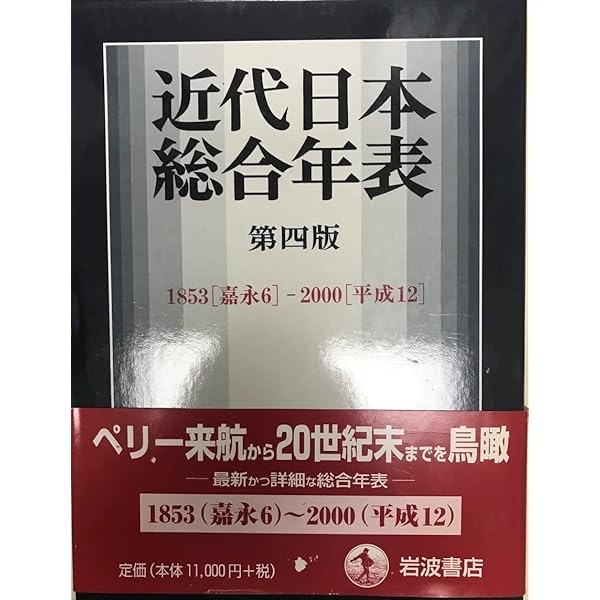 近代日本
総合年表
第四版
1853[嘉永6]-2000[平成12]
ペリー来航から20世紀末までを鳥瞰
最新かつ詳細な総合年表
1853(嘉永6)〜2000(平成12)
定価(本体11,000円+税)
岩波書店